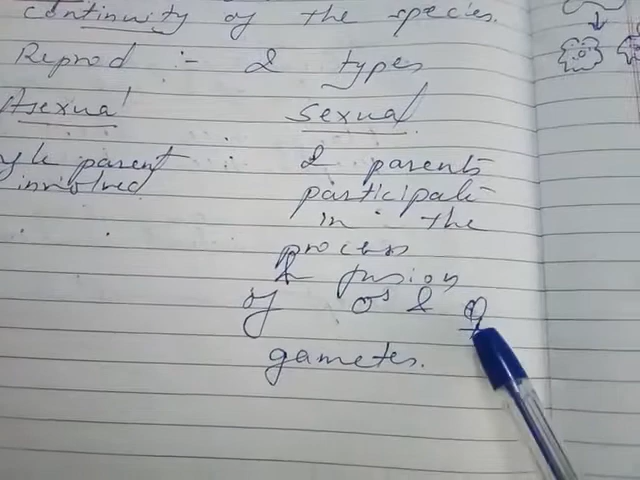 continuity of the species.
Reprod :- 2 types
Asexual Sexual
gle parent : 2 parents
involved participate
in the
process
& fusion
of ♂ & ♀
gametes.